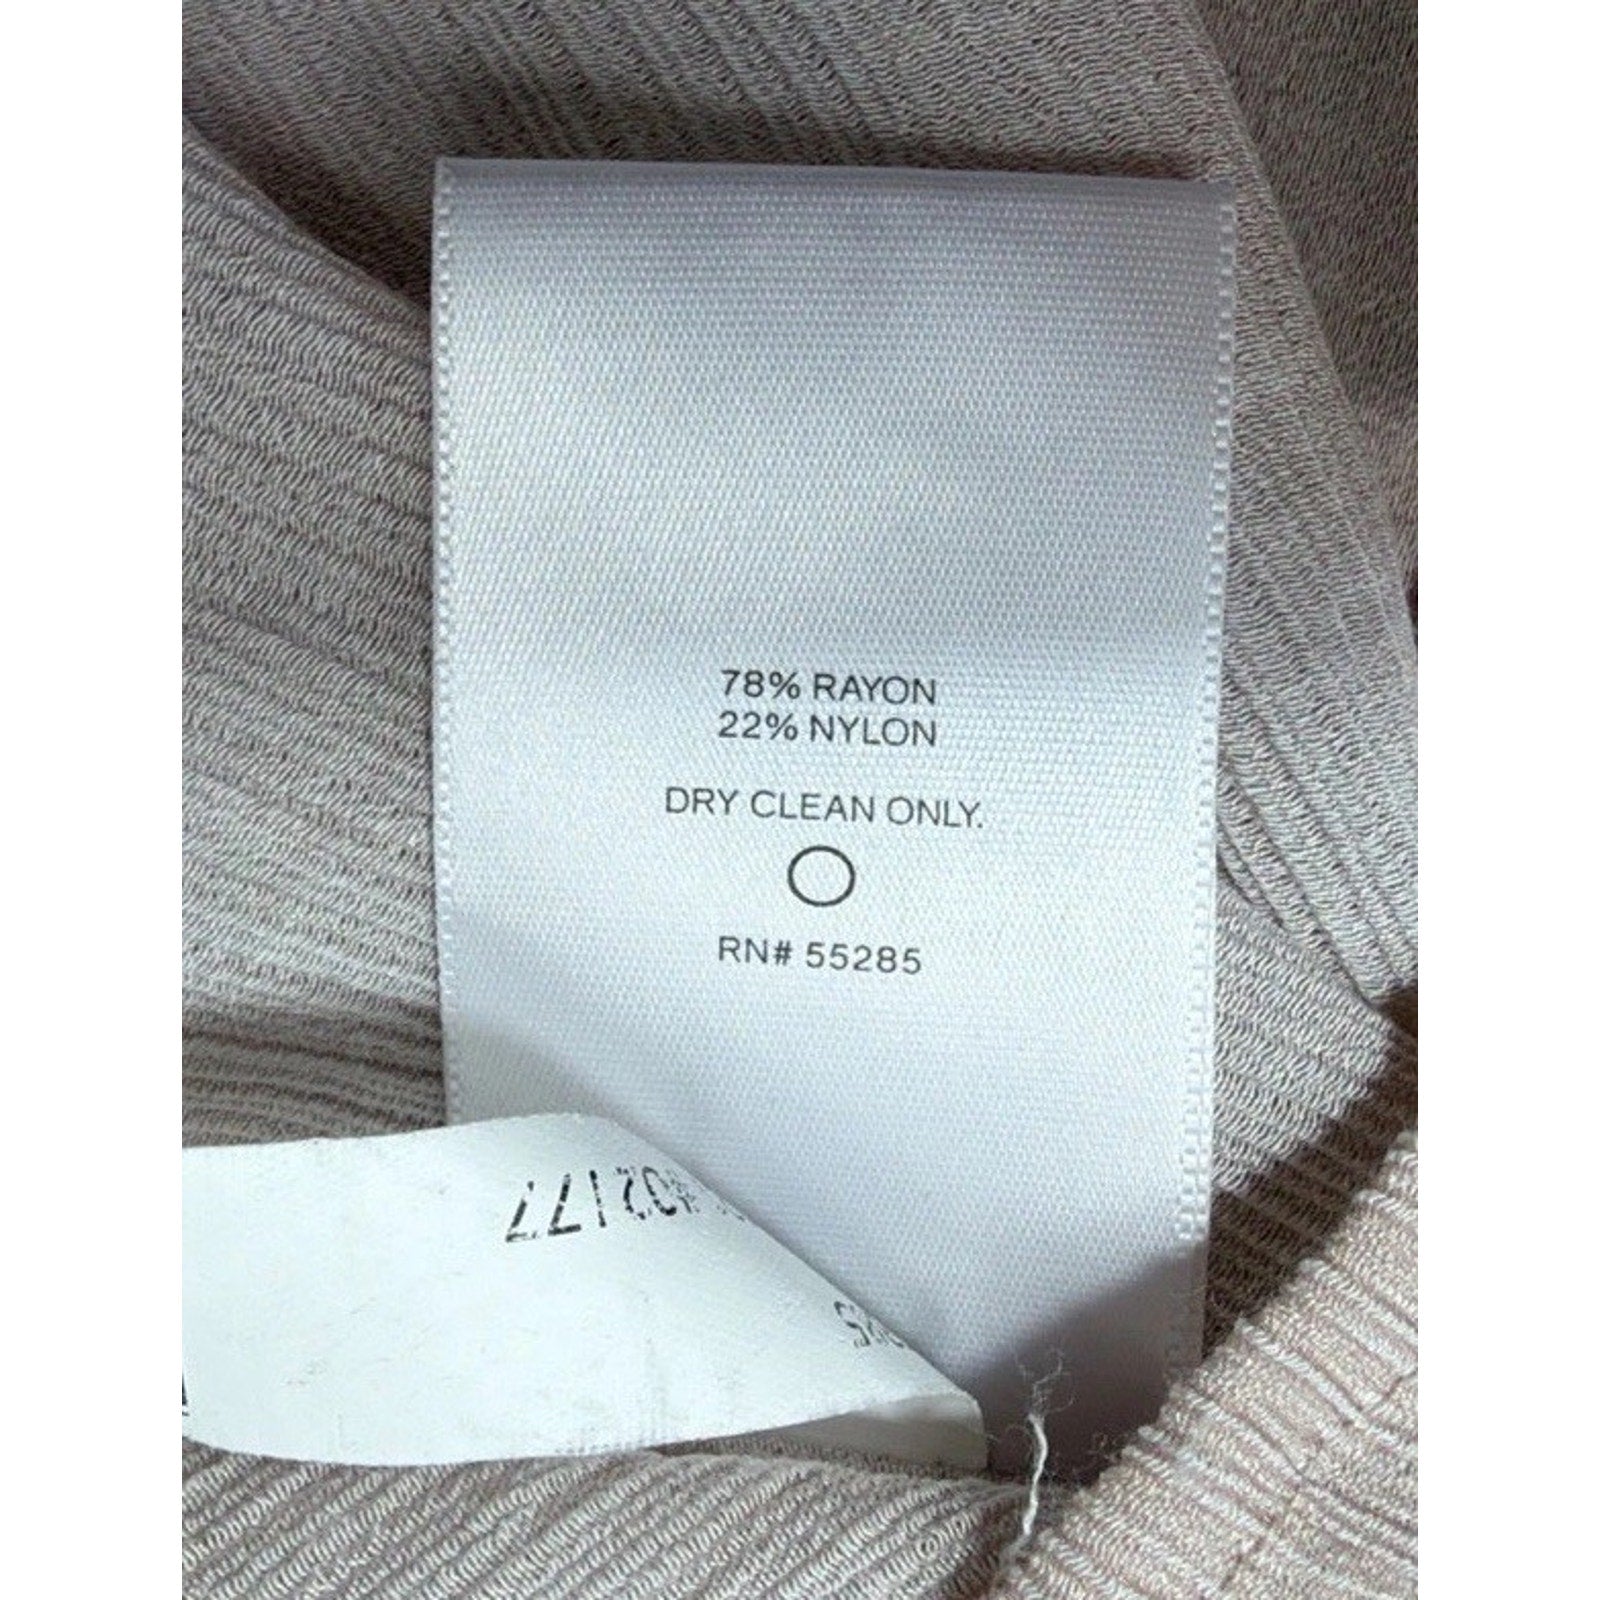 78% RAYON
22% NYLON
DRY CLEAN ONLY.
RN# 55285